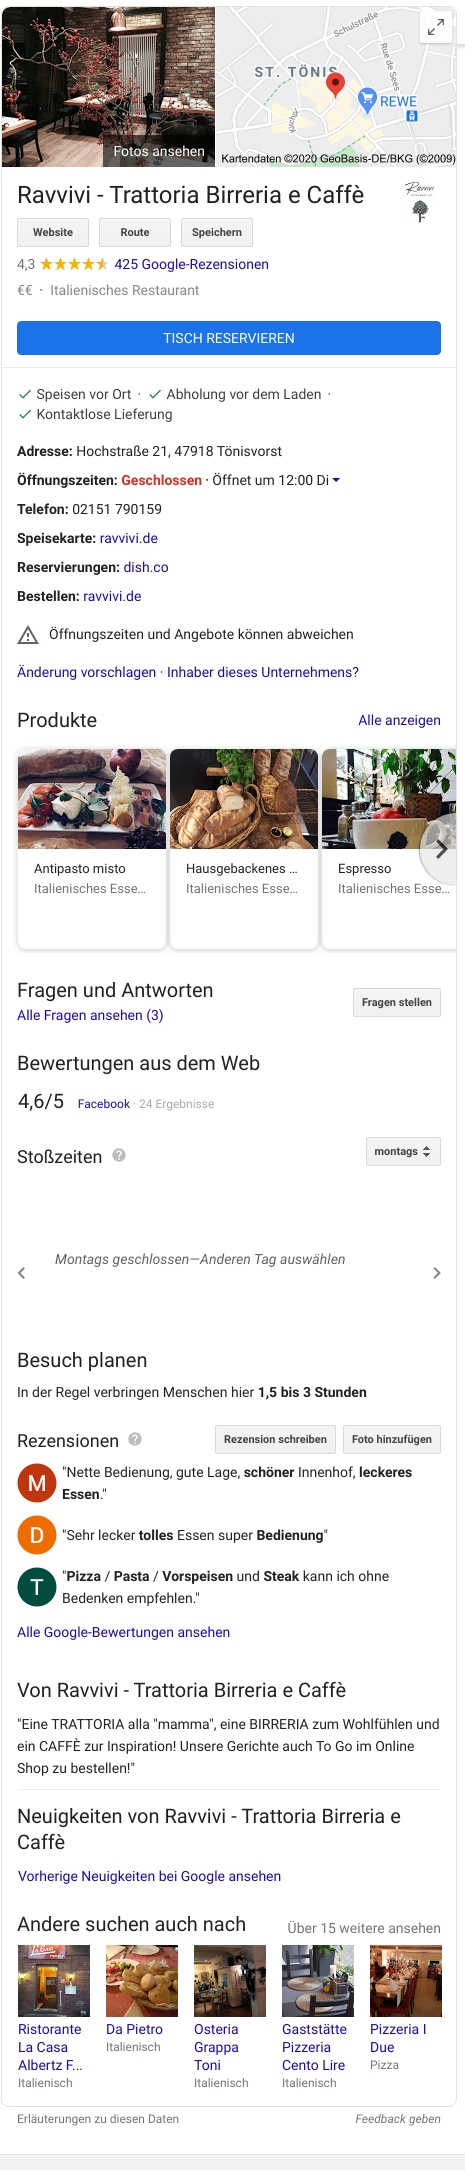 Fotos ansehen
Schulstraße
Rue de Sees
ST. TÖNIS
REWE
Kartendaten ©2020 GeoBasis-DE/BKG (©2009)
Ravvivi - Trattoria Birreria e Caffè
Ravvivi
Website Route Speichern
4,3 425 Google-Rezensionen
€€ · Italienisches Restaurant
TISCH RESERVIEREN
Speisen vor Ort · Abholung vor dem Laden ·
Kontaktlose Lieferung
Adresse: Hochstraße 21, 47918 Tönisvorst
Öffnungszeiten: Geschlossen · Öffnet um 12:00 Di
Telefon: 02151 790159
Speisekarte: ravvivi.de
Reservierungen: dish.co
Bestellen: ravvivi.de
Öffnungszeiten und Angebote können abweichen
Änderung vorschlagen · Inhaber dieses Unternehmens?
Produkte Alle anzeigen
Antipasto misto
Italienisches Esse...
Hausgebackenes ...
Italienisches Esse...
Espresso
Italienisches Esse...
Fragen und Antworten
Alle Fragen ansehen (3)
Fragen stellen
Bewertungen aus dem Web
4,6/5 Facebook · 24 Ergebnisse
Stoßzeiten ? montags
Montags geschlossen—Anderen Tag auswählen
Besuch planen
In der Regel verbringen Menschen hier 1,5 bis 3 Stunden
Rezensionen ? Rezension schreiben Foto hinzufügen
M "Nette Bedienung, gute Lage, schöner Innenhof, leckeres
Essen."
D "Sehr lecker tolles Essen super Bedienung"
T "Pizza / Pasta / Vorspeisen und Steak kann ich ohne
Bedenken empfehlen."
Alle Google-Bewertungen ansehen
Von Ravvivi - Trattoria Birreria e Caffè
"Eine TRATTORIA alla "mamma", eine BIRRERIA zum Wohlfühlen und
ein CAFFÈ zur Inspiration! Unsere Gerichte auch To Go im Online
Shop zu bestellen!"
Neuigkeiten von Ravvivi - Trattoria Birreria e
Caffè
Vorherige Neuigkeiten bei Google ansehen
Andere suchen auch nach Über 15 weitere ansehen
Ristorante
La Casa
Albertz F...
Italienisch
Da Pietro
Italienisch
Osteria
Grappa
Toni
Italienisch
Gaststätte
Pizzeria
Cento Lire
Italienisch
Pizzeria I
Due
Pizza
Erläuterungen zu diesen Daten Feedback geben